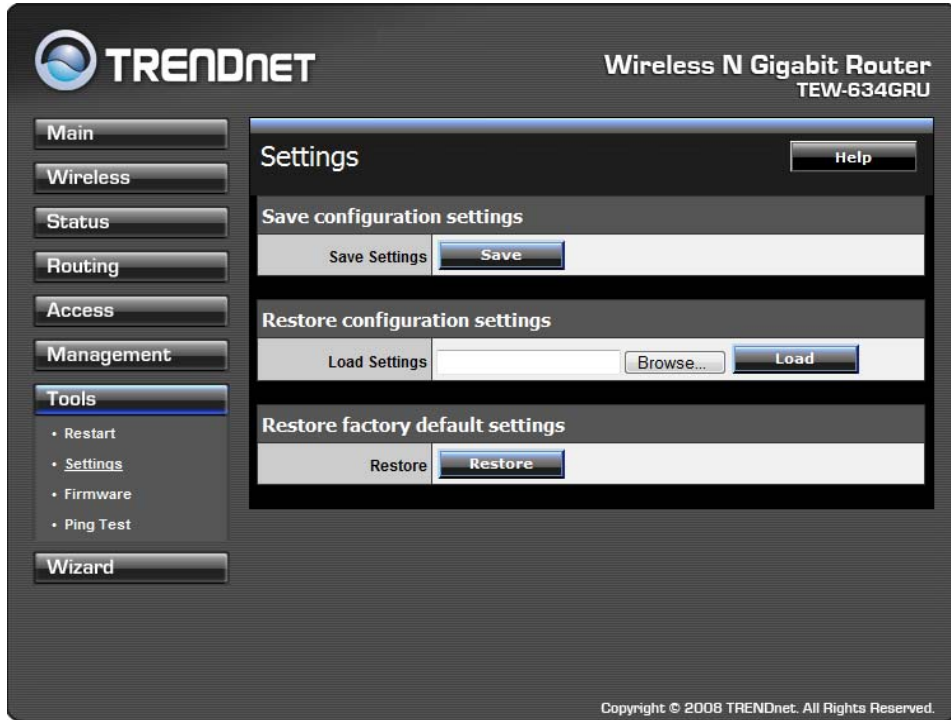 TRENDNET
Wireless N Gigabit Router
TEW-634GRU
Main
Wireless
Status
Routing
Access
Management
Tools
• Restart
• Settings
• Firmware
• Ping Test
Wizard
Settings
Help
Save configuration settings
Save Settings
Save
Restore configuration settings
Load Settings
Browse...
Load
Restore factory default settings
Restore
Restore
Copyright © 2008 TRENDnet. All Rights Reserved.